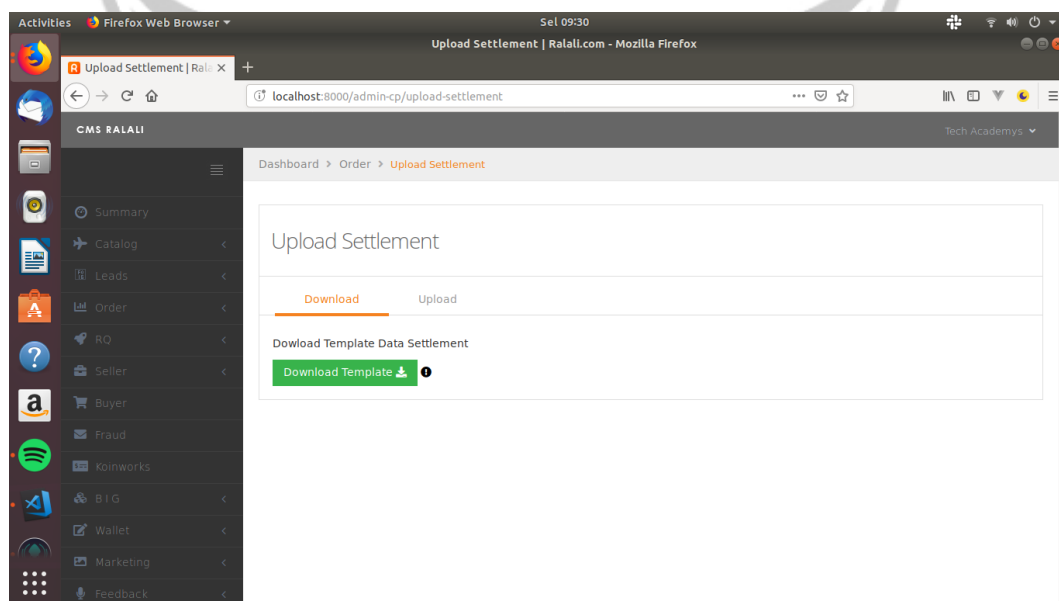 Activities Firefox Web Browser Sel 09:30
Upload Settlement | Ralali.com - Mozilla Firefox
Upload Settlement | Rala
localhost:8000/admin-cp/upload-settlement
CMS RALALI Tech Academys
Dashboard > Order > Upload Settlement
Summary
Catalog
Leads
Order
RQ
Seller
Buyer
Fraud
Koinworks
B I G
Wallet
Marketing
Feedback
Upload Settlement
Download Upload
Dowload Template Data Settlement
Download Template